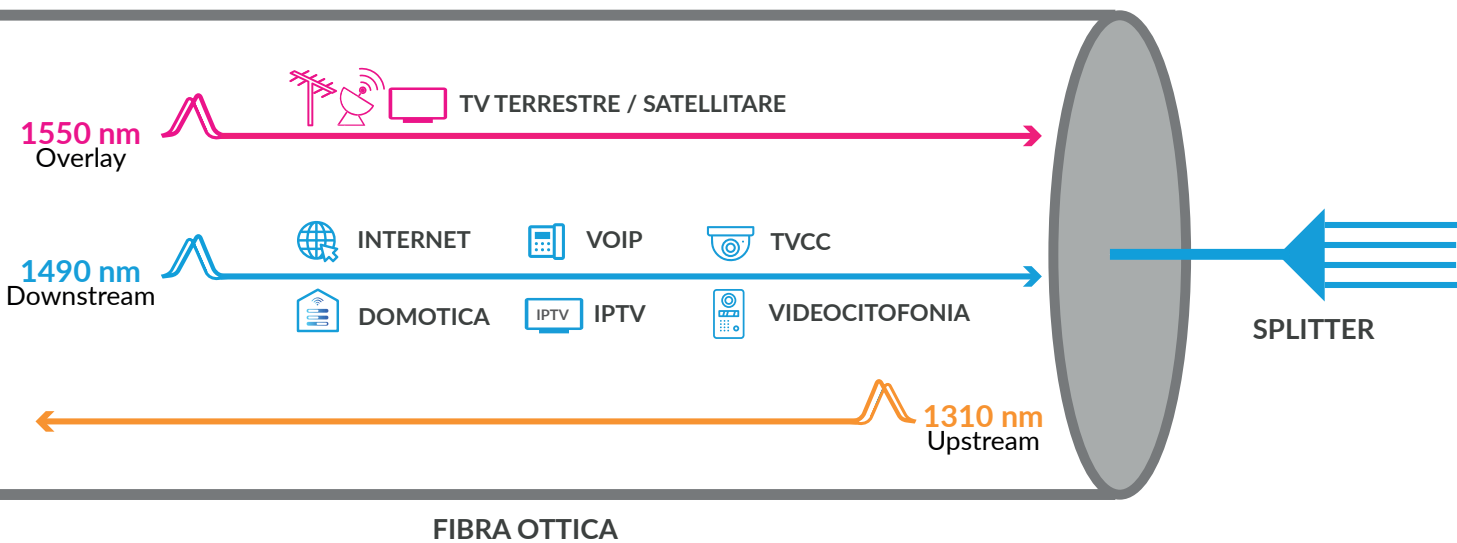 TV TERRESTRE / SATELLITARE
1550 nm
Overlay
INTERNET
VOIP
TVCC
1490 nm
Downstream
DOMOTICA
IPTV
IPTV
VIDEOCITOFONIA
SPLITTER
1310 nm
Upstream
FIBRA OTTICA